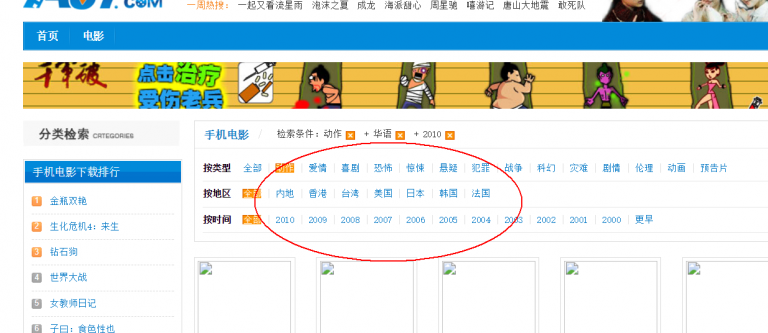 .COM
一周热搜: 一起又看流星雨 泡沫之夏 成龙 海派甜心 周星驰 嘻游记 唐山大地震 敢死队
首页 电影
千年破 点击治疗
受伤老兵
分类检索 CATEGORIES
手机电影 / 检索条件：动作 + 华语 + 2010
手机电影下载排行
按类型 全部 动作 爱情 喜剧 恐怖 惊悚 悬疑 犯罪 战争 科幻 灾难 剧情 伦理 动画 预告片
按地区 全部 内地 香港 台湾 美国 日本 韩国 法国
按时间 全部 2010 2009 2008 2007 2006 2005 2004 2003 2002 2001 2000 更早
1 金瓶双艳
2 生化危机4：来生
3 钻石狗
4 世界大战
5 女教师日记
6 子曰：食色性也